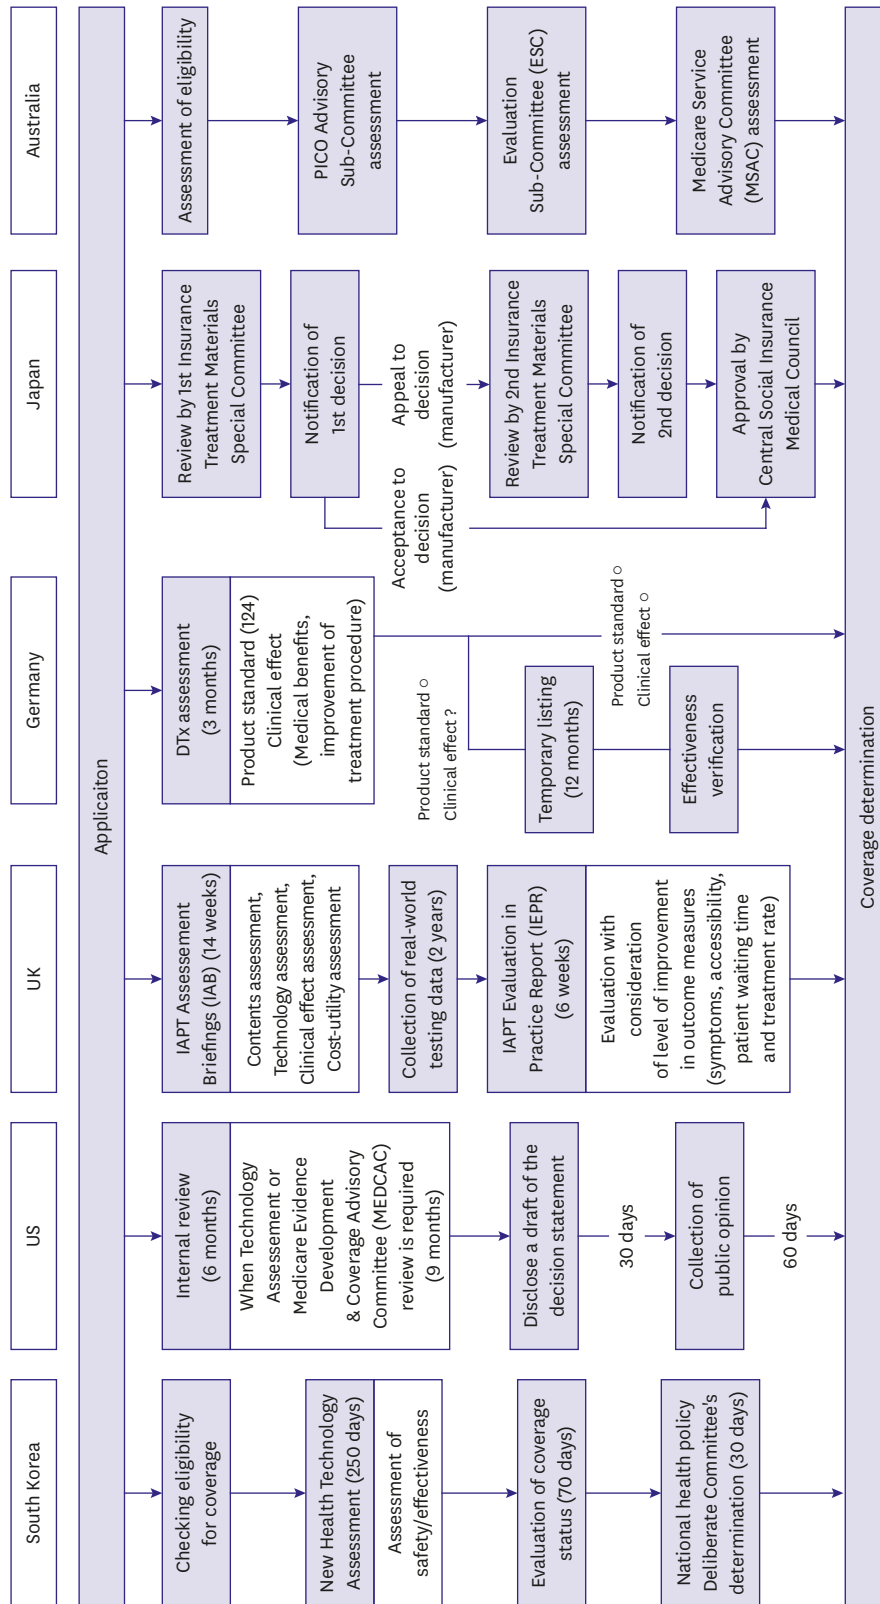 South Korea
US
UK
Germany
Japan
Australia
Applicaiton
Checking eligibility
for coverage
New Health Technology
Assessment (250 days)
Assessment of
safety/effectiveness
Evaluation of coverage
status (70 days)
National health policy
Deliberate Committee's
determination (30 days)
Internal review
(6 months)
When Technology
Assessment or
Medicare Evidence
Development
& Coverage Advisory
Committee (MEDCAC)
review is required
(9 months)
Disclose a draft of the
decision statement
30 days
Collection of
public opinion
60 days
IAPT Assessement
Briefings (IAB) (14 weeks)
Contents assessment,
Technology assessment,
Clinical effect assessment,
Cost-utility assessment
Collection of real-world
testing data (2 years)
IAPT Evaluation in
Practice Report (IEPR)
(6 weeks)
Evaluation with
consideration
of level of improvement
in outcome measures
(symptoms, accessibility,
patient waiting time
and treatment rate)
DTx assessment
(3 months)
Product standard (124)
Clinical effect
(Medical benefits,
improvement of
treatment procedure)
Product standard ○
Clinical effect ?
Temporary listing
(12 months)
Effectiveness
verification
Product standard ○
Clinical effect ○
Review by 1st Insurance
Treatment Materials
Special Committee
Notification of
1st decision
Acceptance to
decision
(manufacturer)
Appeal to
decision
(manufacturer)
Review by 2nd Insurance
Treatment Materials
Special Committee
Notification of
2nd decision
Approval by
Central Social Insurance
Medical Council
Assessment of eligibility
PICO Advisory
Sub-Committee
assessment
Evaluation
Sub-Committee (ESC)
assessment
Medicare Service
Advisory Committee
(MSAC) assessment
Coverage determination